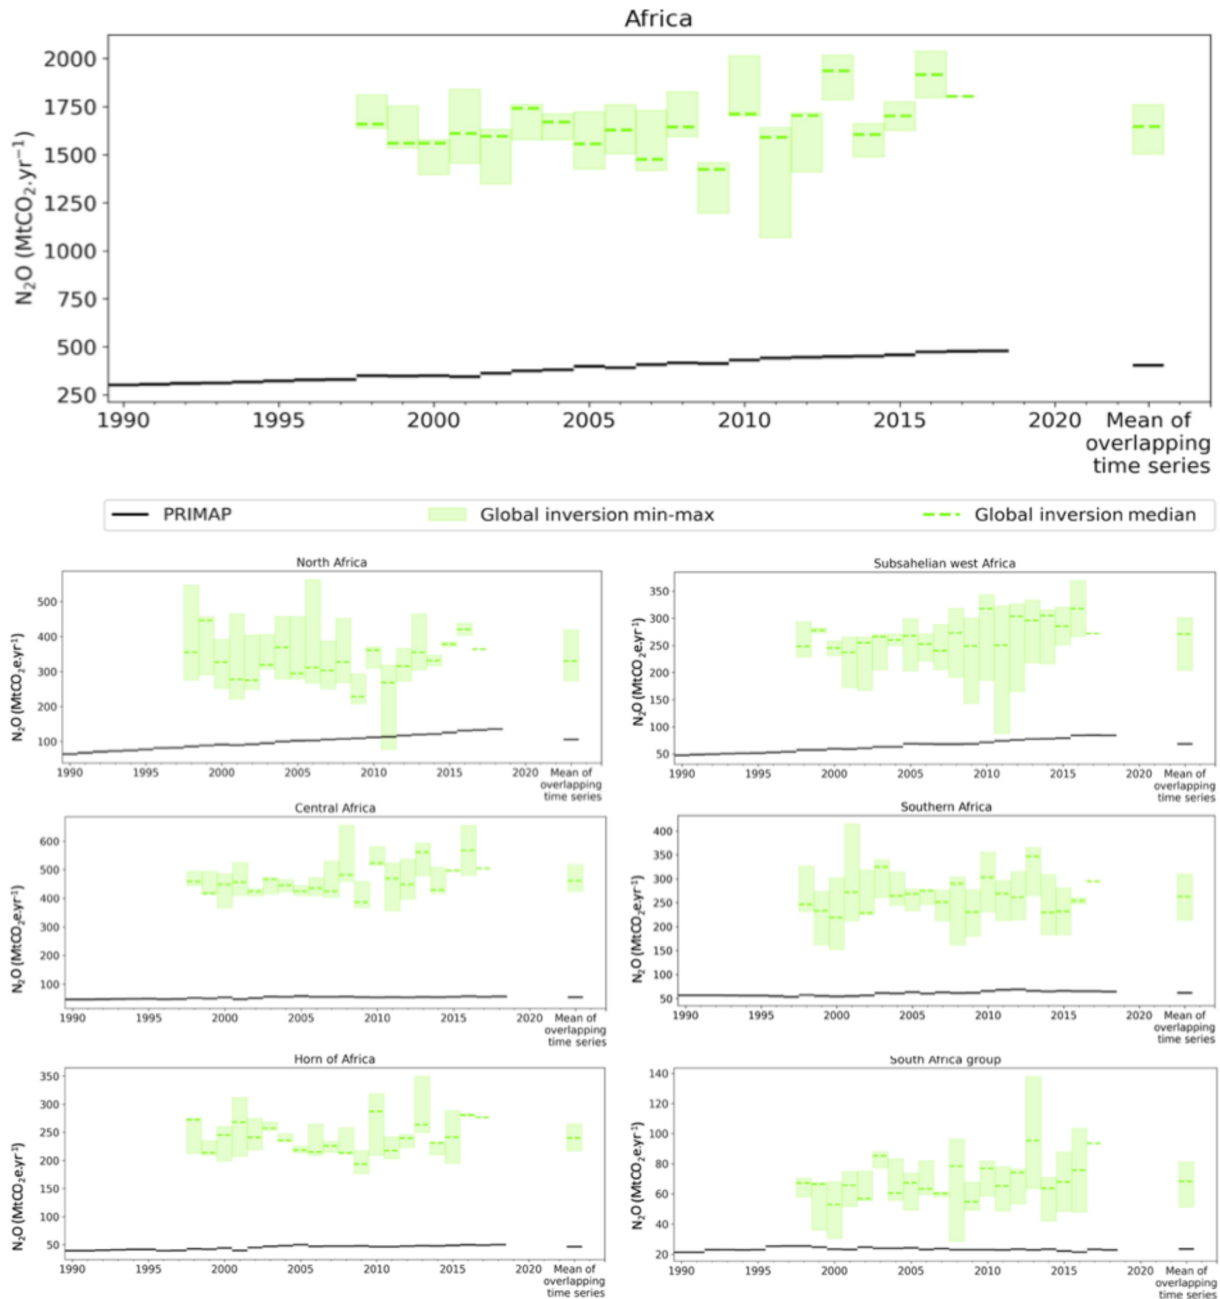 Africa
N₂O (MtCO₂.yr⁻¹)
2000
1750
1500
1250
1000
750
500
250
1990 1995 2000 2005 2010 2015 2020 Mean of
overlapping
time series
PRIMAP Global inversion min-max Global inversion median
North Africa
N₂O (MtCO₂e.yr⁻¹)
500
400
300
200
100
1990 1995 2000 2005 2010 2015 2020 Mean of
overlapping
time series
Subsahelian west Africa
N₂O (MtCO₂e.yr⁻¹)
350
300
250
200
150
100
50
1990 1995 2000 2005 2010 2015 2020 Mean of
overlapping
time series
Central Africa
N₂O (MtCO₂e.yr⁻¹)
600
500
400
300
200
100
1990 1995 2000 2005 2010 2015 2020 Mean of
overlapping
time series
Southern Africa
N₂O (MtCO₂e.yr⁻¹)
400
350
300
250
200
150
100
50
1990 1995 2000 2005 2010 2015 2020 Mean of
overlapping
time series
Horn of Africa
N₂O (MtCO₂e.yr⁻¹)
350
300
250
200
150
100
50
1990 1995 2000 2005 2010 2015 2020 Mean of
overlapping
time series
South Africa group
N₂O (MtCO₂e.yr⁻¹)
140
120
100
80
60
40
20
1990 1995 2000 2005 2010 2015 2020 Mean of
overlapping
time series